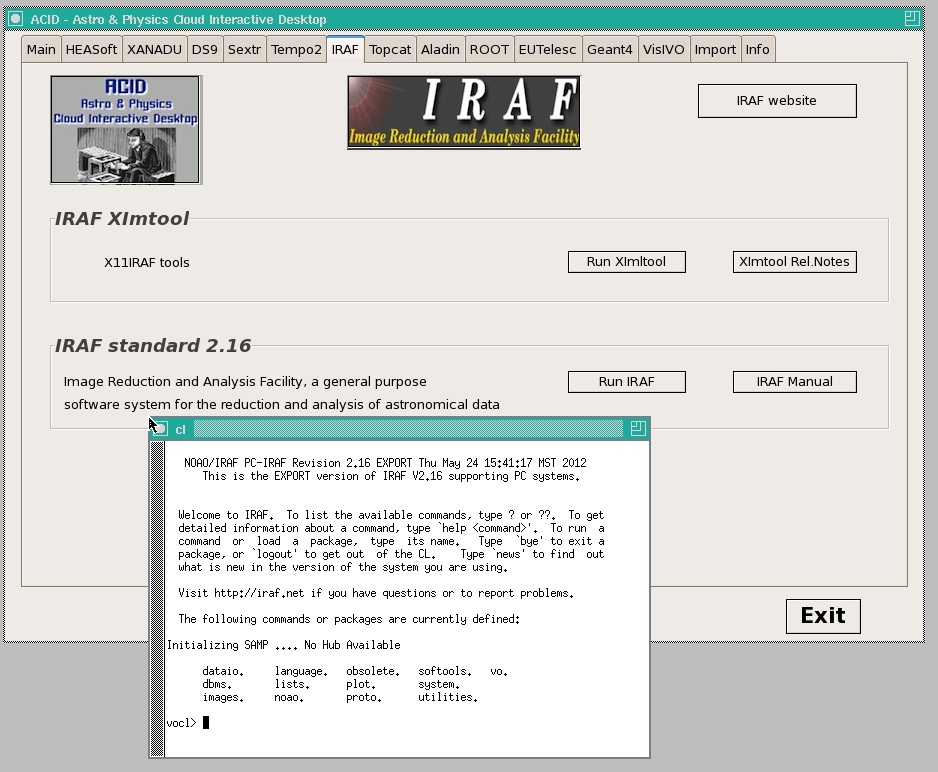 ACID - Astro & Physics Cloud Interactive Desktop
Main HEASoft XANADU DS9 Sextr Tempo2 IRAF Topcat Aladin ROOT EUTelesc Geant4 VisIVO Import Info
ACID
Astro & Physics
Cloud Interactive Desktop
IRAF
Image Reduction and Analysis Facility
IRAF website
IRAF XImtool
X11IRAF tools
Run XImltool
XImtool Rel.Notes
IRAF standard 2.16
Image Reduction and Analysis Facility, a general purpose
software system for the reduction and analysis of astronomical data
Run IRAF
IRAF Manual
cl
NOAO/IRAF PC-IRAF Revision 2.16 EXPORT Thu May 24 15:41:17 MST 2012
This is the EXPORT version of IRAF V2.16 supporting PC systems.
Welcome to IRAF. To list the available commands, type ? or ??. To get
detailed information about a command, type `help <command>'. To run a
command or load a package, type its name. Type `bye' to exit a
package, or `logout' to get out of the CL. Type `news' to find out
what is new in the version of the system you are using.
Visit http://iraf.net if you have questions or to report problems.
The following commands or packages are currently defined:
Initializing SAMP .... No Hub Available
dataio. language. obsolete. softools. vo.
dbms. lists. plot. system.
images. noao. proto. utilities.
vocl>
Exit